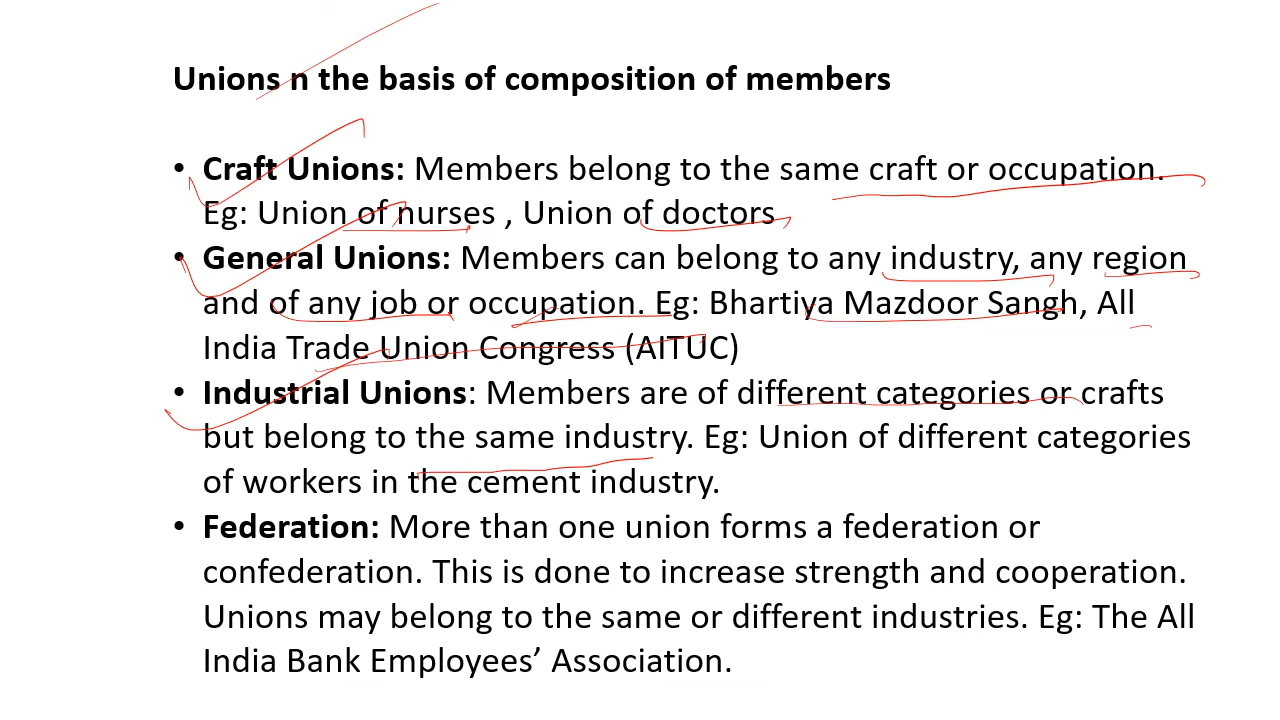 Unions n the basis of composition of members
• Craft Unions: Members belong to the same craft or occupation.
Eg: Union of nurses , Union of doctors
• General Unions: Members can belong to any industry, any region
and of any job or occupation. Eg: Bhartiya Mazdoor Sangh, All
India Trade Union Congress (AITUC)
• Industrial Unions: Members are of different categories or crafts
but belong to the same industry. Eg: Union of different categories
of workers in the cement industry.
• Federation: More than one union forms a federation or
confederation. This is done to increase strength and cooperation.
Unions may belong to the same or different industries. Eg: The All
India Bank Employees’ Association.